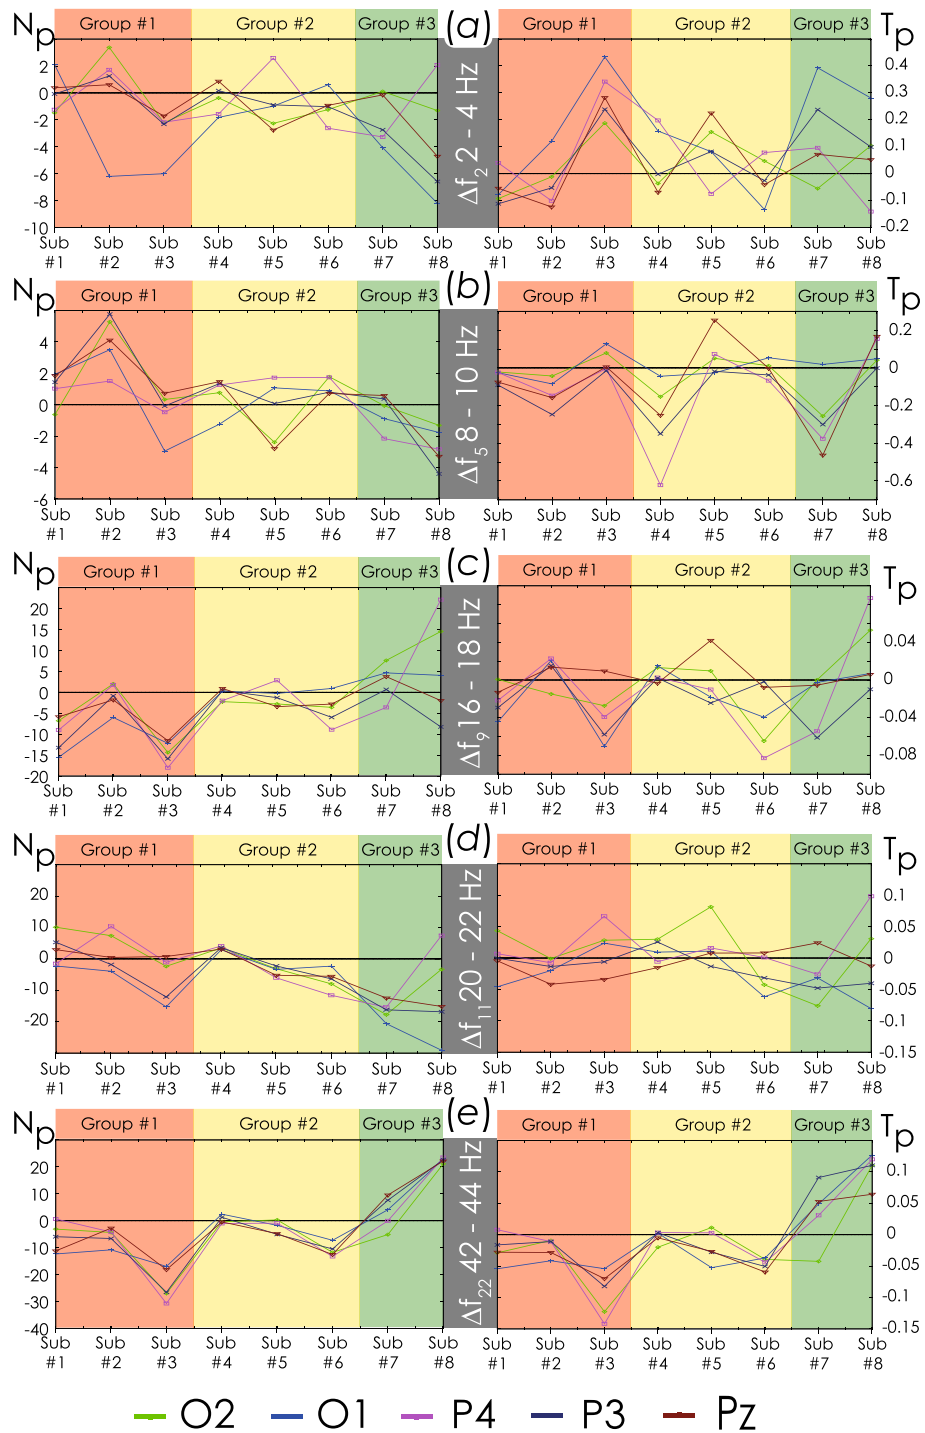 Np Group #1 Group #2 Group #3 (a) Group #1 Group #2 Group #3 Tp
2
0
-2
-4
-6
-8
-10
Δf2 2 - 4 Hz
0.4
0.3
0.2
0.1
0
-0.1
-0.2
Sub Sub Sub Sub Sub Sub Sub Sub Sub Sub Sub Sub Sub Sub Sub Sub
#1 #2 #3 #4 #5 #6 #7 #8 #1 #2 #3 #4 #5 #6 #7 #8
Np Group #1 Group #2 Group #3 (b) Group #1 Group #2 Group #3 Tp
4
2
0
-2
-4
-6
Δf5 8 - 10 Hz
0.2
0
-0.2
-0.4
-0.6
Sub Sub Sub Sub Sub Sub Sub Sub Sub Sub Sub Sub Sub Sub Sub Sub
#1 #2 #3 #4 #5 #6 #7 #8 #1 #2 #3 #4 #5 #6 #7 #8
Np Group #1 Group #2 Group #3 (c) Group #1 Group #2 Group #3 Tp
20
15
10
5
0
-5
-10
-15
-20
Δf9 16 - 18 Hz
0.04
0
-0.04
-0.08
Sub Sub Sub Sub Sub Sub Sub Sub Sub Sub Sub Sub Sub Sub Sub Sub
#1 #2 #3 #4 #5 #6 #7 #8 #1 #2 #3 #4 #5 #6 #7 #8
Np Group #1 Group #2 Group #3 (d) Group #1 Group #2 Group #3 Tp
20
10
0
-10
-20
Δf11 20 - 22 Hz
0.1
0.05
0
-0.05
-0.1
-0.15
Sub Sub Sub Sub Sub Sub Sub Sub Sub Sub Sub Sub Sub Sub Sub Sub
#1 #2 #3 #4 #5 #6 #7 #8 #1 #2 #3 #4 #5 #6 #7 #8
Np Group #1 Group #2 Group #3 (e) Group #1 Group #2 Group #3 Tp
20
10
0
-10
-20
-30
-40
Δf22 42 - 44 Hz
0.1
0.05
0
-0.05
-0.1
-0.15
Sub Sub Sub Sub Sub Sub Sub Sub Sub Sub Sub Sub Sub Sub Sub Sub
#1 #2 #3 #4 #5 #6 #7 #8 #1 #2 #3 #4 #5 #6 #7 #8
O2 O1 P4 P3 Pz